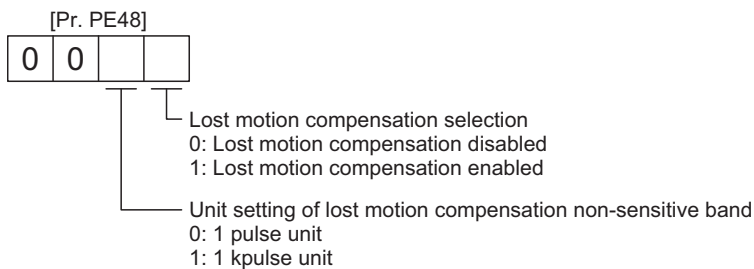 [Pr. PE48]
0 0
Lost motion compensation selection
0: Lost motion compensation disabled
1: Lost motion compensation enabled
Unit setting of lost motion compensation non-sensitive band
0: 1 pulse unit
1: 1 kpulse unit